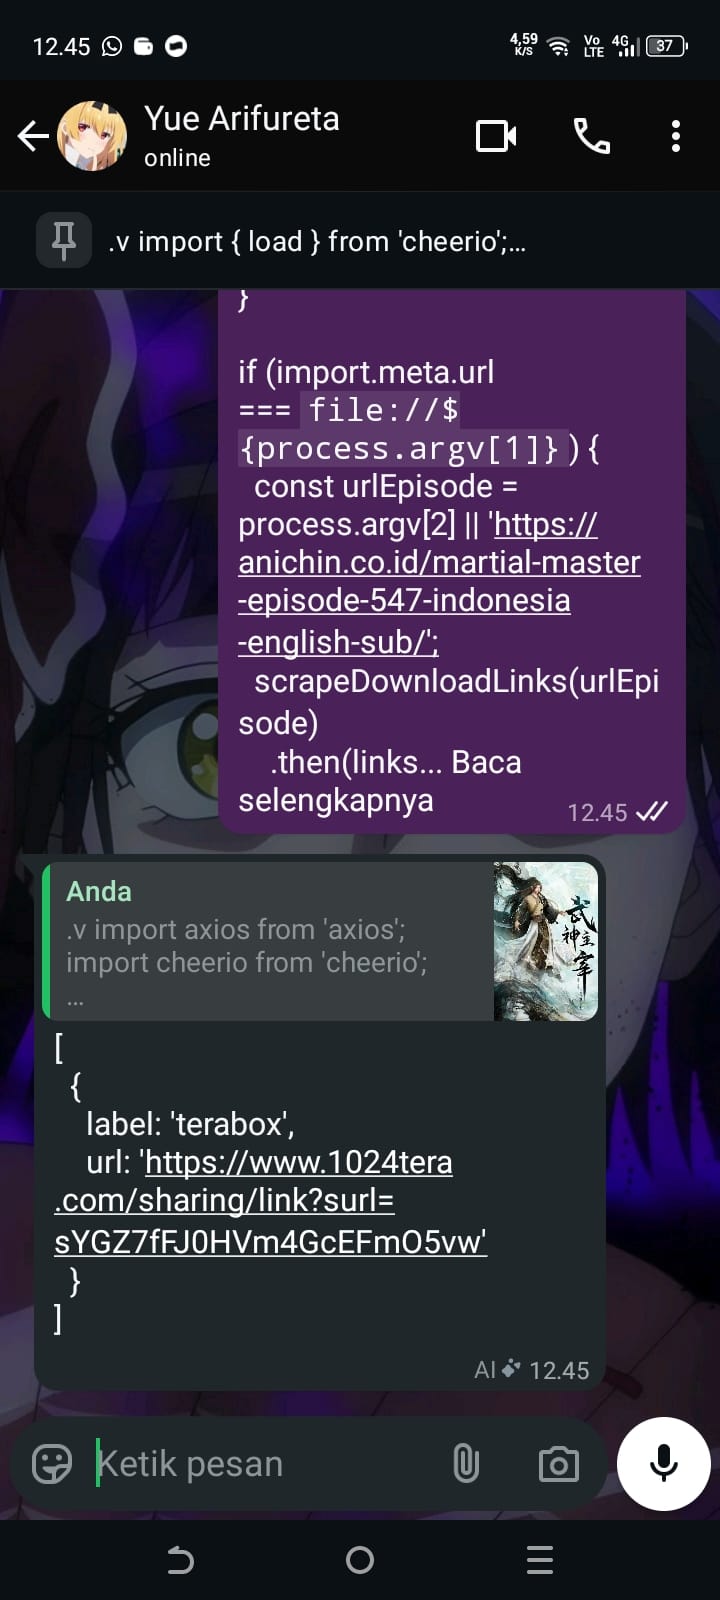 12.45
4,59 K/S
Vo LTE
4G
37
Yue Arifureta
online
.v import { load } from 'cheerio';...
}
if (import.meta.url
=== file://$
{process.argv[1]} ) {
const urlEpisode =
process.argv[2] || 'https://
anichin.co.id/martial-master
-episode-547-indonesia
-english-sub/';
scrapeDownloadLinks(urlEpi
sode)
.then(links... Baca
selengkapnya
12.45
Anda
.v import axios from 'axios';
import cheerio from 'cheerio';
...
武神主宰
[
{
label: 'terabox',
url: 'https://www.1024tera
.com/sharing/link?surl=
sYGZ7fFJ0HVm4GcEFmO5vw'
}
]
AI 12.45
Ketik pesan